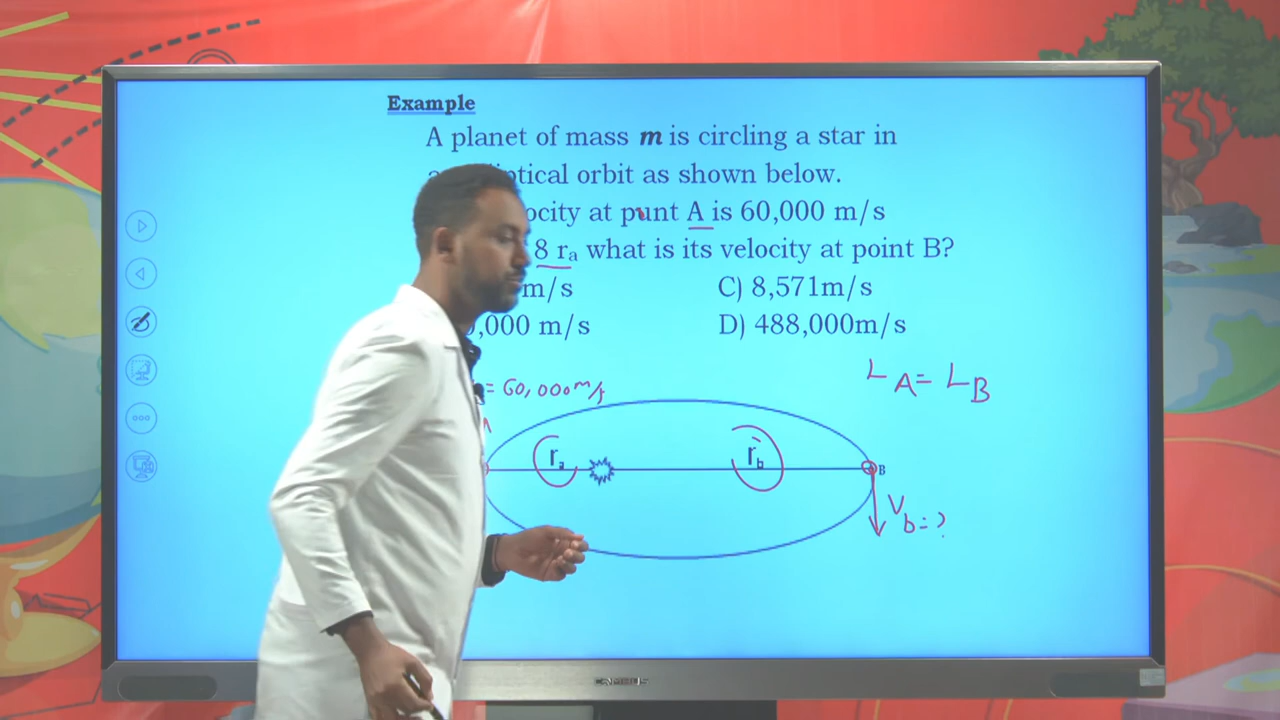 Example
A planet of mass m is circling a star in
ptical orbit as shown below.
ocity at point A is 60,000 m/s
8 ra what is its velocity at point B?
m/s C) 8,571m/s
,000 m/s D) 488,000m/s
= 60,000m/s
LA = LB
A
ra rb B
Vb = ?